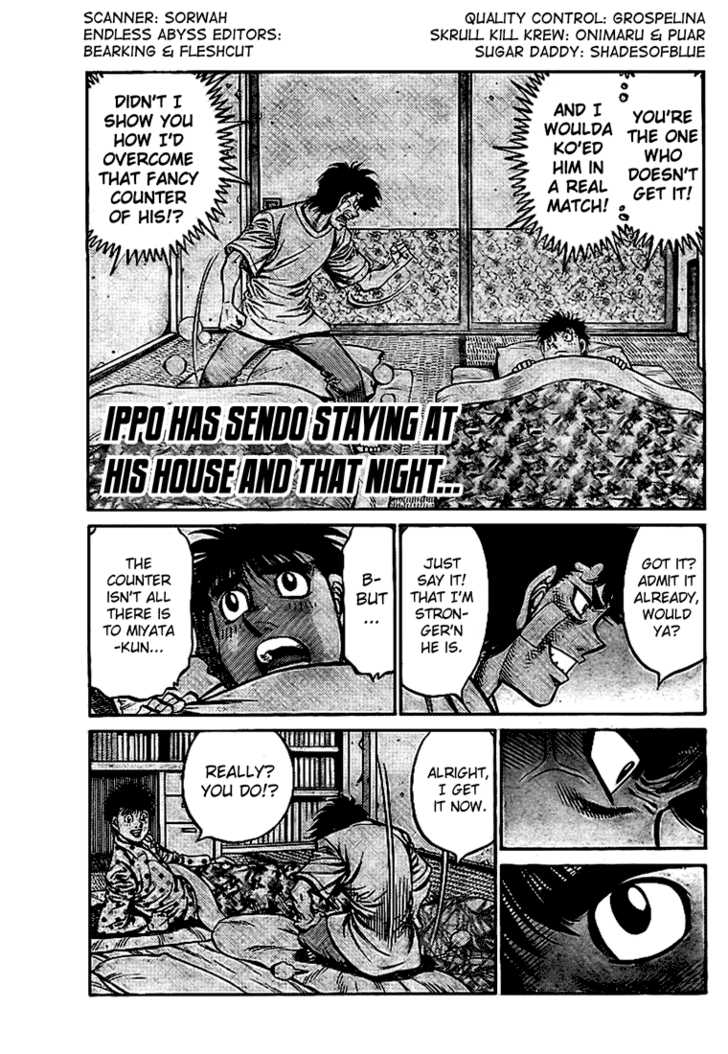 SCANNER: SORWAH
ENDLESS ABYSS EDITORS:
BEARKING & FLESHCUT
QUALITY CONTROL: GROSPELINA
SKRULL KILL KREW: ONIMARU & PUAR
SUGAR DADDY: SHADESOFBLUE
YOU'RE
THE ONE
WHO
DOESN'T
GET IT!
AND I
WOULDA
KO'ED
HIM IN
A REAL
MATCH!
DIDN'T I
SHOW YOU
HOW I'D
OVERCOME
THAT FANCY
COUNTER
OF HIS!?
IPPO HAS SENDO STAYING AT
HIS HOUSE AND THAT NIGHT...
GOT IT?
ADMIT IT
ALREADY,
WOULD
YA?
JUST
SAY IT!
THAT I'M
STRON-
GER'N
HE IS.
B-
BUT
...
THE
COUNTER
ISN'T ALL
THERE IS
TO MIYATA
-KUN...
ALRIGHT,
I GET
IT NOW.
REALLY?
YOU DO!?